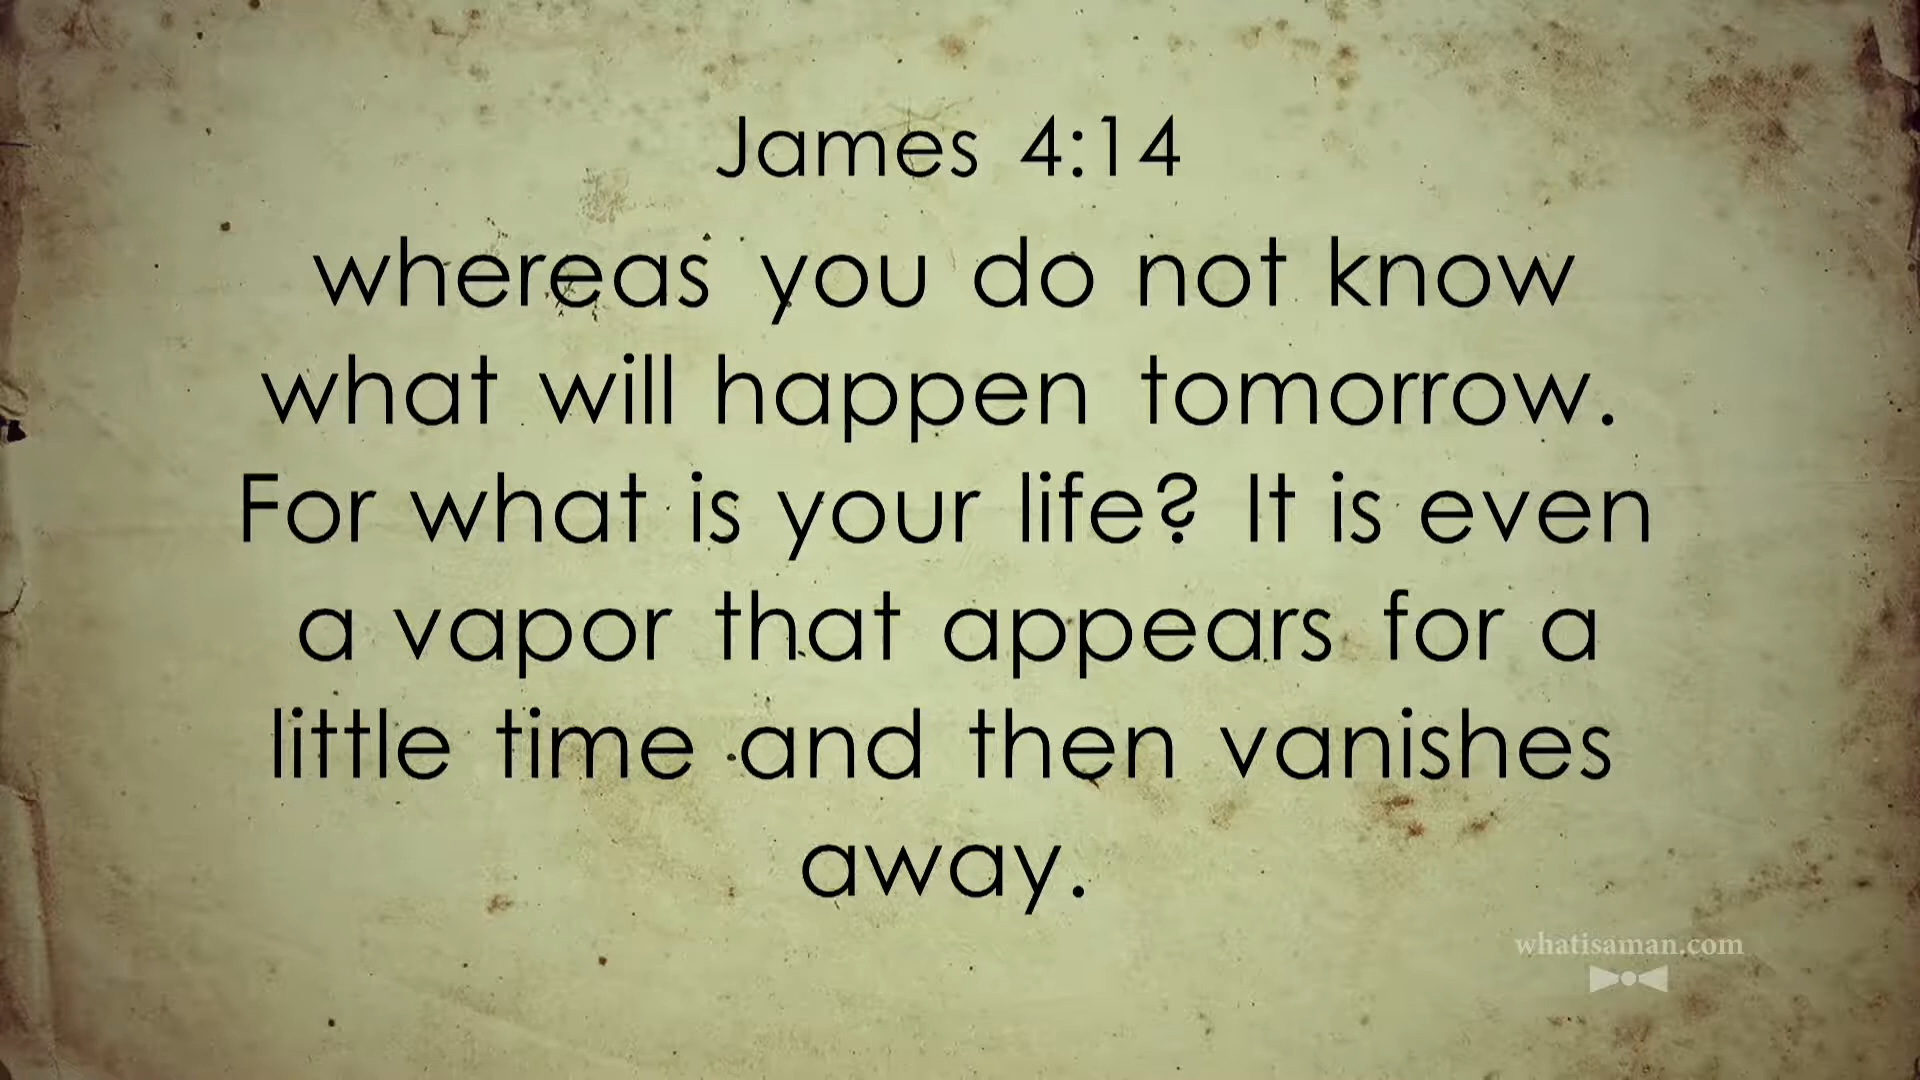 James 4:14
whereas you do not know
what will happen tomorrow.
For what is your life? It is even
a vapor that appears for a
little time and then vanishes
away.
whatisaman.com